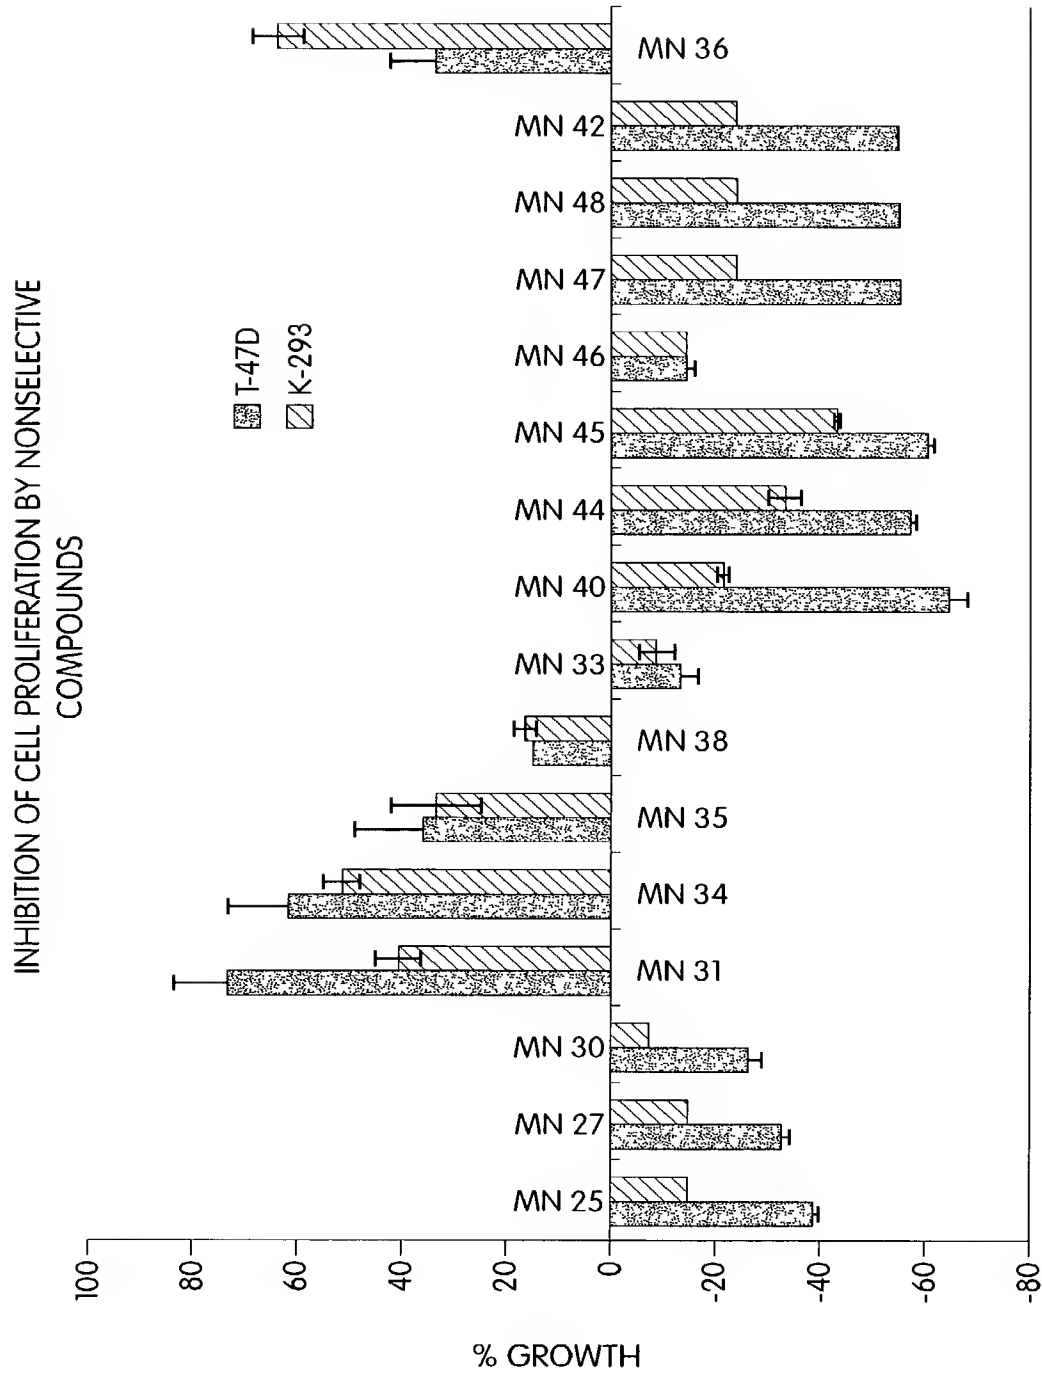 INHIBITION OF CELL PROLIFERATION BY NONSELECTIVE
COMPOUNDS
T-47D
K-293
% GROWTH
100
80
60
40
20
0
-20
-40
-60
-80
MN 25
MN 27
MN 30
MN 31
MN 34
MN 35
MN 38
MN 33
MN 40
MN 44
MN 45
MN 46
MN 47
MN 48
MN 42
MN 36